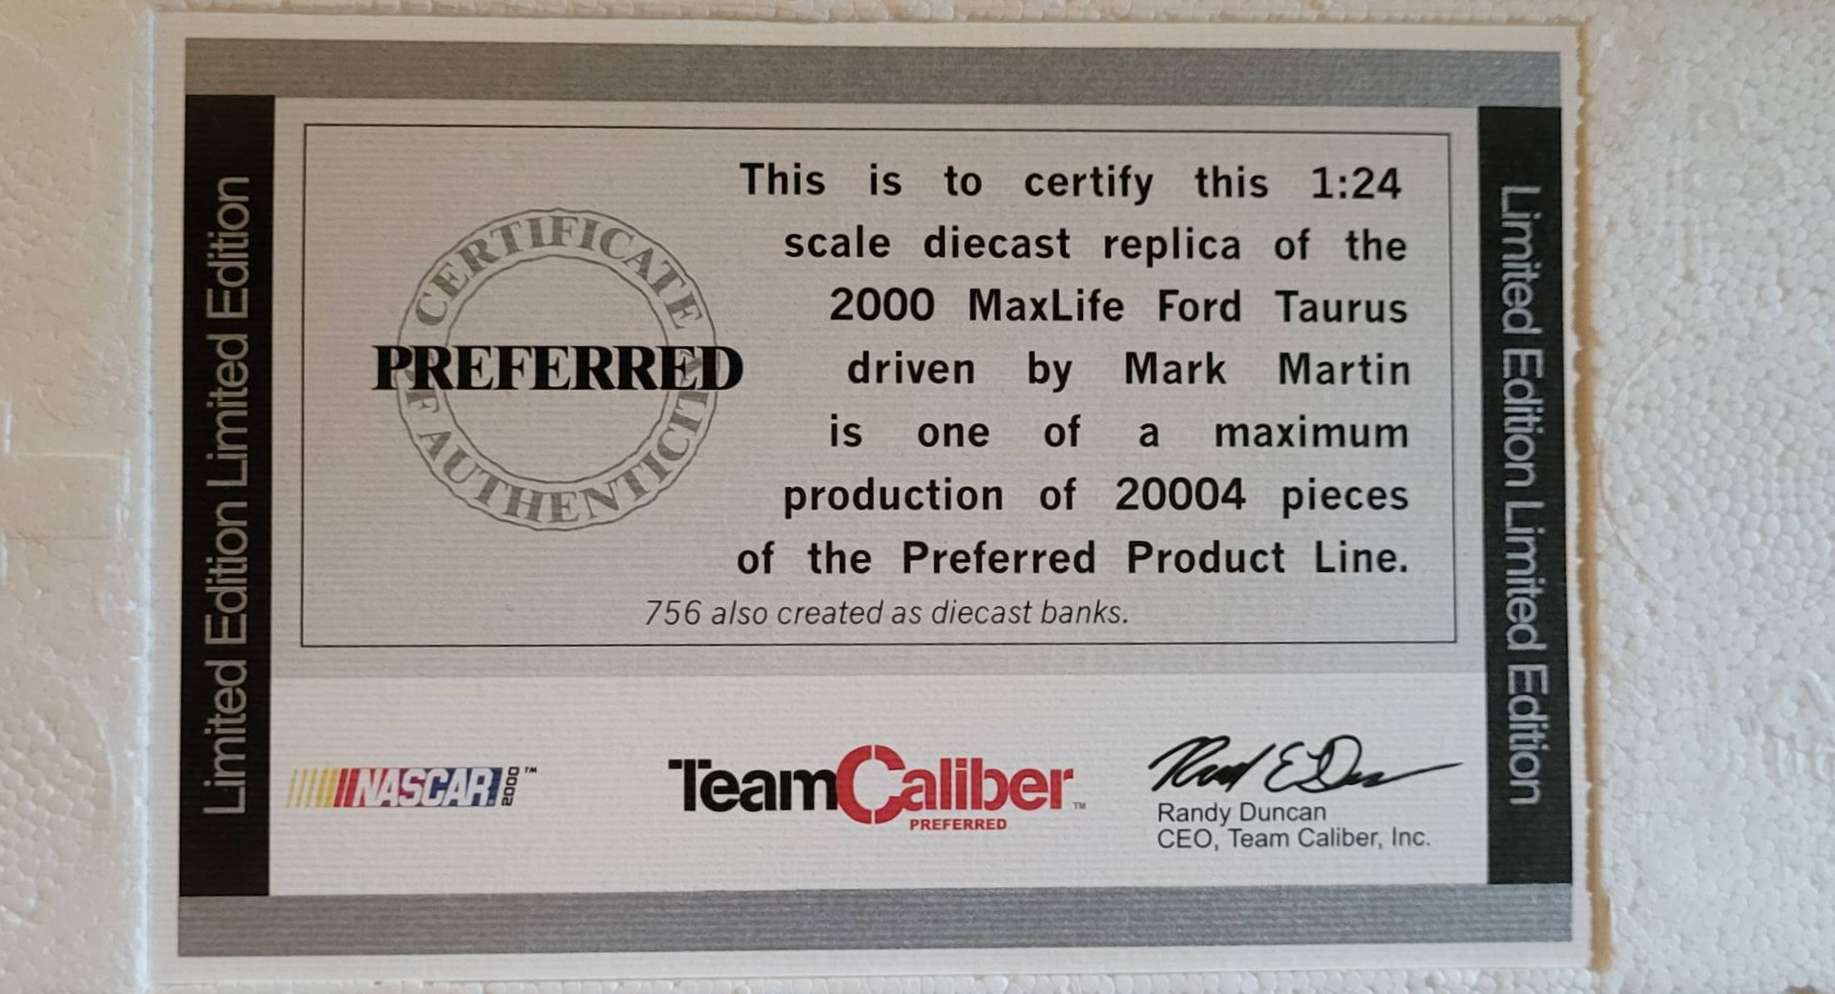 Limited Edition Limited Edition
CERTIFICATE
OF AUTHENTICITY
PREFERRED
This is to certify this 1:24
scale diecast replica of the
2000 MaxLife Ford Taurus
driven by Mark Martin
is one of a maximum
production of 20004 pieces
of the Preferred Product Line.
756 also created as diecast banks.
Limited Edition Limited Edition
NASCAR 2000™
TeamCaliber™
PREFERRED
Randy Duncan
CEO, Team Caliber, Inc.